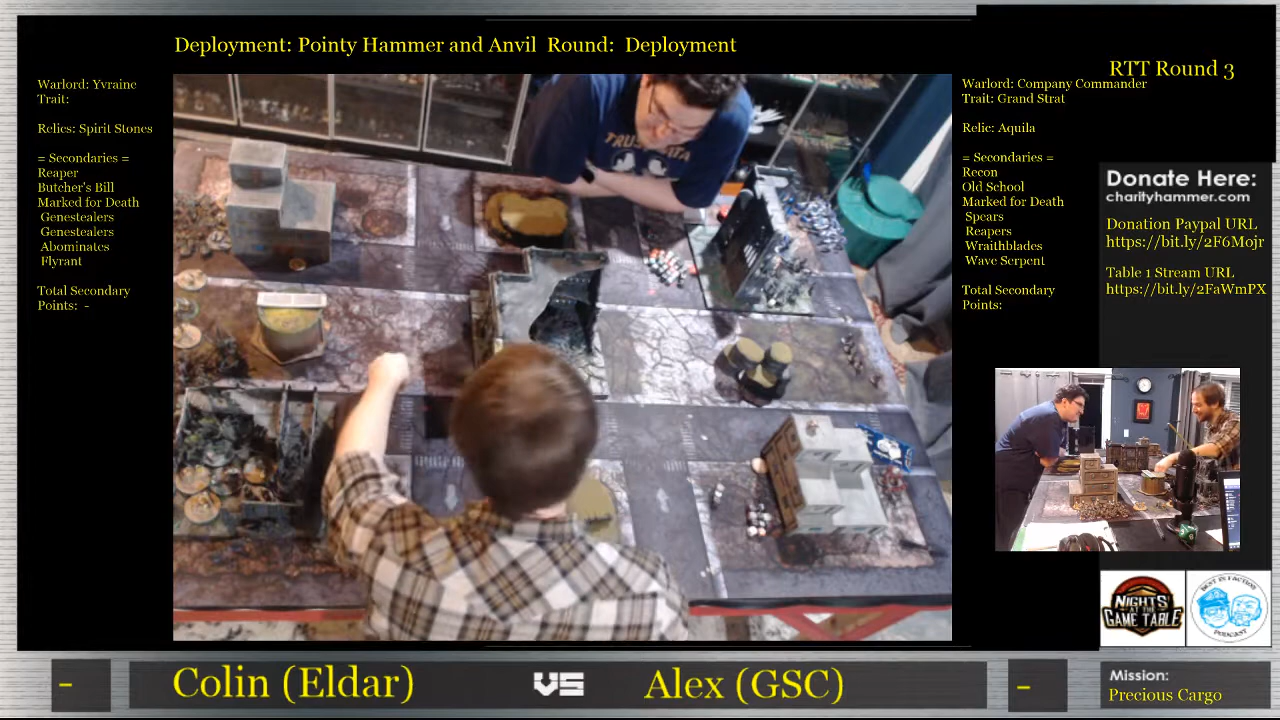 Deployment: Pointy Hammer and Anvil Round: Deployment
RTT Round 3
Warlord: Yvraine
Trait:
Relics: Spirit Stones
= Secondaries =
Reaper
Butcher's Bill
Marked for Death
Genestealers
Genestealers
Abominates
Flyrant
Total Secondary
Points: -
Warlord: Company Commander
Trait: Grand Strat
Relic: Aquila
= Secondaries =
Recon
Old School
Marked for Death
Spears
Reapers
Wraithblades
Wave Serpent
Total Secondary
Points:
Donate Here:
charityhammer.com
Donation Paypal URL
https://bit.ly/2F6Mojr
Table 1 Stream URL
https://bit.ly/2FaWmPX
NIGHTS
AT THE
GAME TABLE
BEST IN FACTION
PODCAST
-
Colin (Eldar)
VS
Alex (GSC)
-
Mission:
Precious Cargo